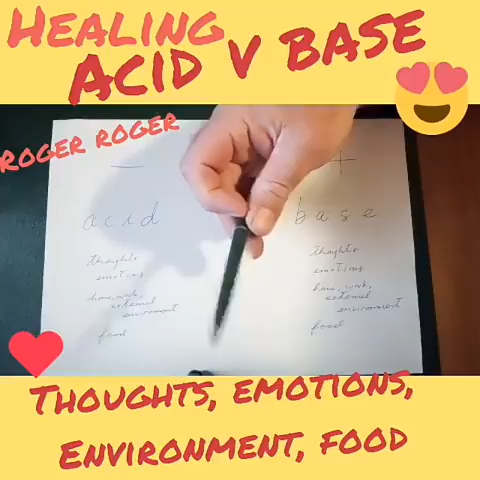 HEALING
ACID V BASE
ROGER ROGER
− +
acid base
thoughts thoughts
emotions emotions
home, work, home, work,
external external
environment environment
food food
THOUGHTS, EMOTIONS,
ENVIRONMENT, FOOD